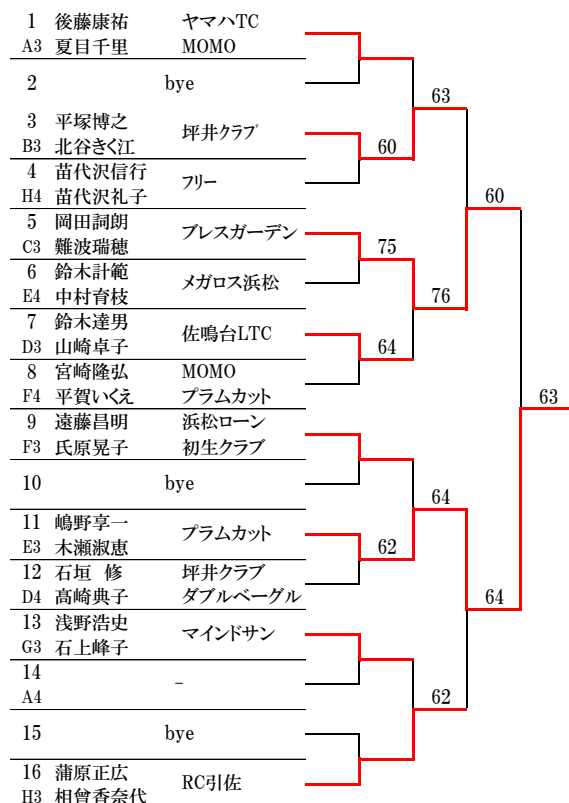 1 後藤康祐 ヤマハTC
A3 夏目千里 MOMO
2 bye
63
3 平塚博之 坪井クラブ
B3 北谷きく江
60
4 苗代沢信行 フリー
H4 苗代沢礼子
60
5 岡田詞朗 ブレスガーデン
C3 難波瑞穂
75
6 鈴木計範 メガロス浜松
E4 中村育枝
76
7 鈴木達男 佐鳴台LTC
D3 山崎卓子
64
8 宮崎隆弘 MOMO
F4 平賀いくえ プラムカット
63
9 遠藤昌明 浜松ローン
F3 氏原晃子 初生クラブ
10 bye
64
11 嶋野享一 プラムカット
E3 木瀬淑恵
62
12 石垣 修 坪井クラブ
D4 高崎典子 ダブルベーグル
64
13 浅野浩史 マインドサン
G3 石上峰子
14 -
A4
62
15 bye
16 蒲原正広 RC引佐
H3 相曾香奈代